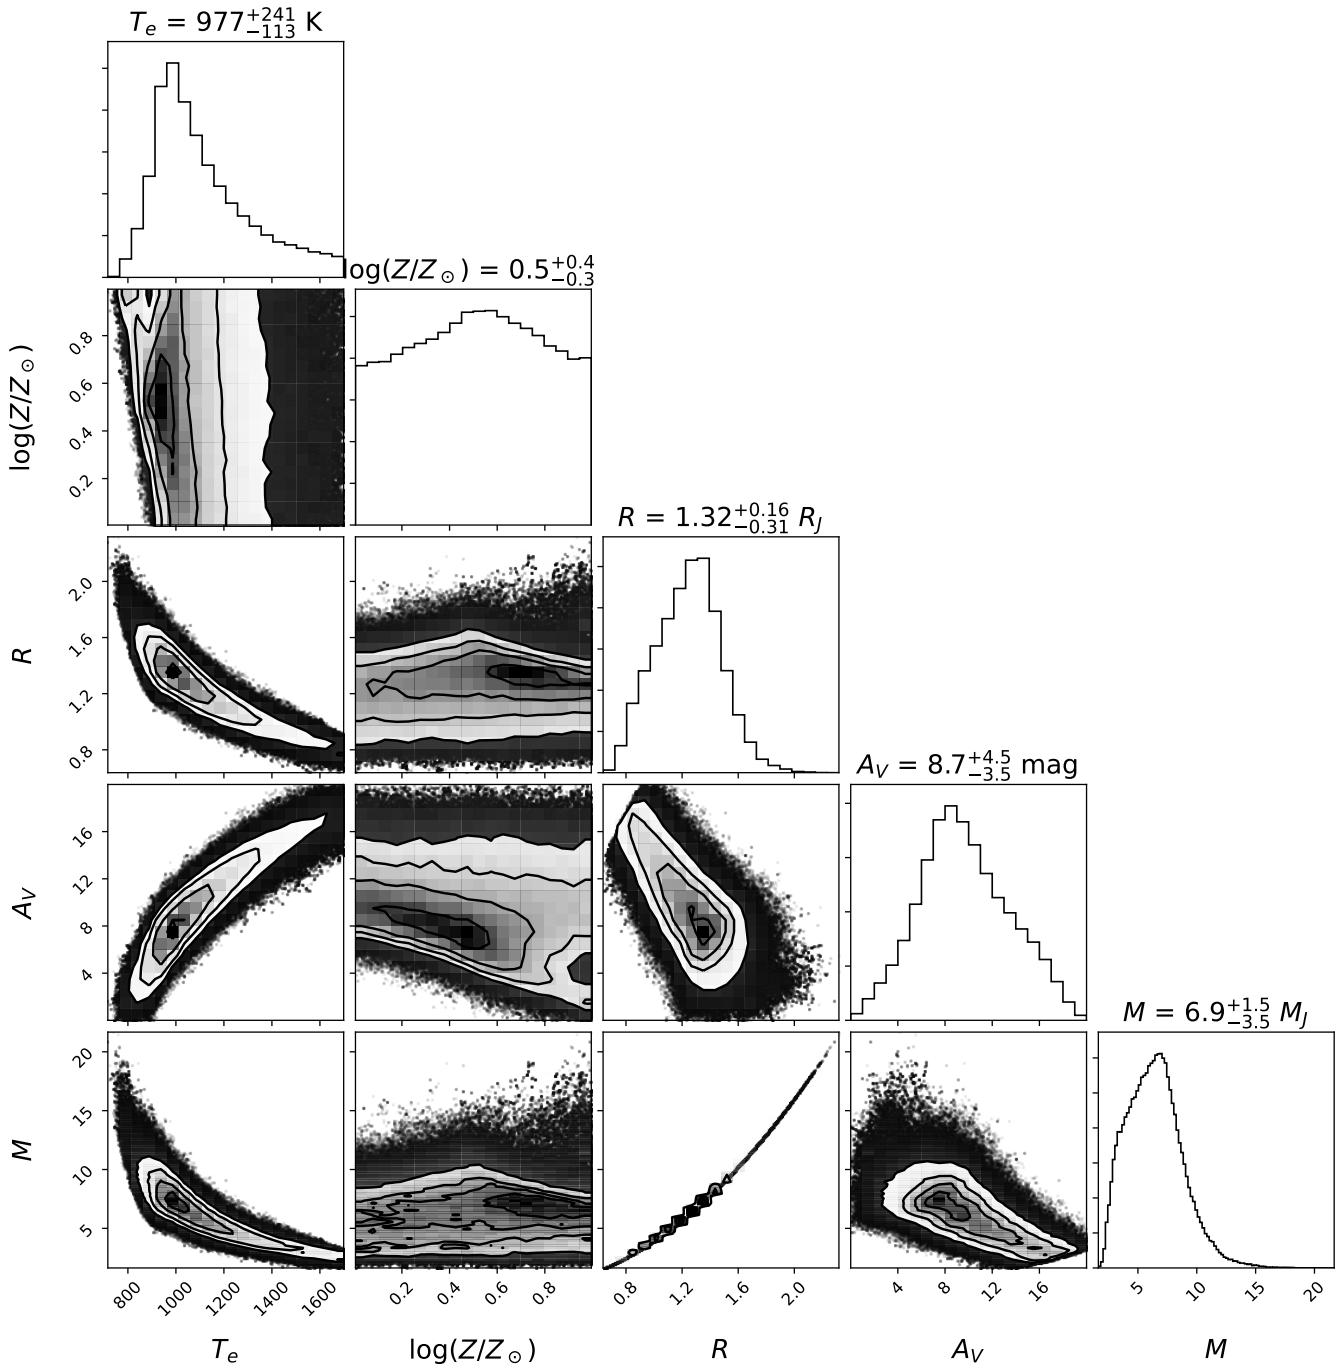 T_e = 977^{+241}_{-113} K
log(Z/Z_⊙) = 0.5^{+0.4}_{-0.3}
0.8
0.6
0.4
0.2
log(Z/Z_⊙)
R = 1.32^{+0.16}_{-0.31} R_J
2.0
1.6
1.2
0.8
R
A_V = 8.7^{+4.5}_{-3.5} mag
16
12
8
4
A_V
M = 6.9^{+1.5}_{-3.5} M_J
20
15
10
5
M
800 1000 1200 1400 1600
0.2 0.4 0.6 0.8
0.8 1.2 1.6 2.0
4 8 12 16
5 10 15 20
T_e log(Z/Z_⊙) R A_V M